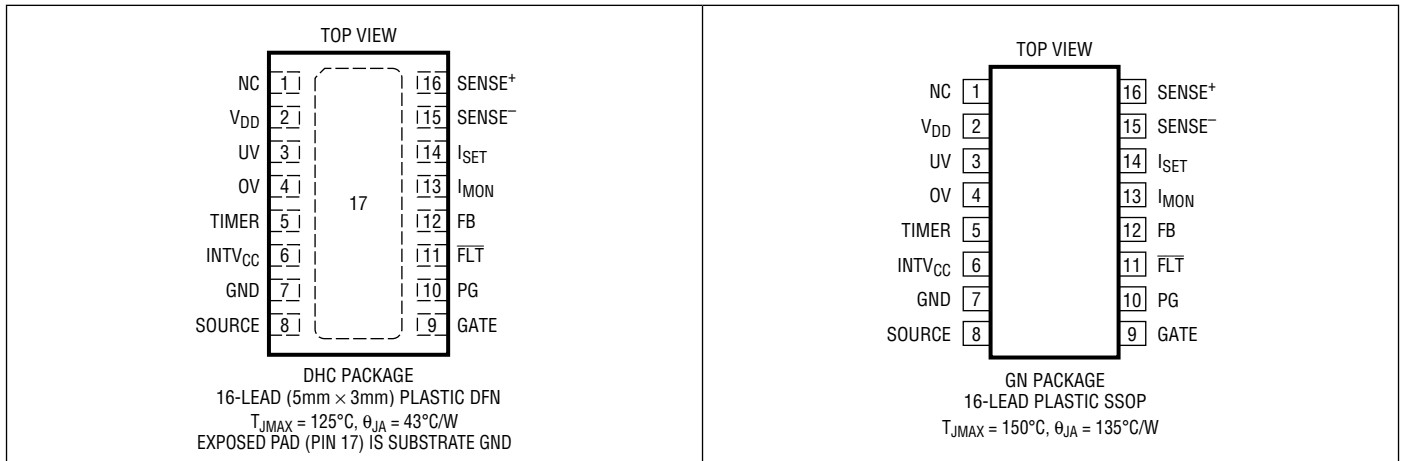 TOP VIEW
NC 1 16 SENSE+
VDD 2 15 SENSE–
UV 3 14 ISET
OV 4 13 IMON
TIMER 5 17 12 FB
INTVCC 6 11 FLT
GND 7 10 PG
SOURCE 8 9 GATE
DHC PACKAGE
16-LEAD (5mm × 3mm) PLASTIC DFN
TJMAX = 125°C, θJA = 43°C/W
EXPOSED PAD (PIN 17) IS SUBSTRATE GND
TOP VIEW
NC 1 16 SENSE+
VDD 2 15 SENSE–
UV 3 14 ISET
OV 4 13 IMON
TIMER 5 12 FB
INTVCC 6 11 FLT
GND 7 10 PG
SOURCE 8 9 GATE
GN PACKAGE
16-LEAD PLASTIC SSOP
TJMAX = 150°C, θJA = 135°C/W